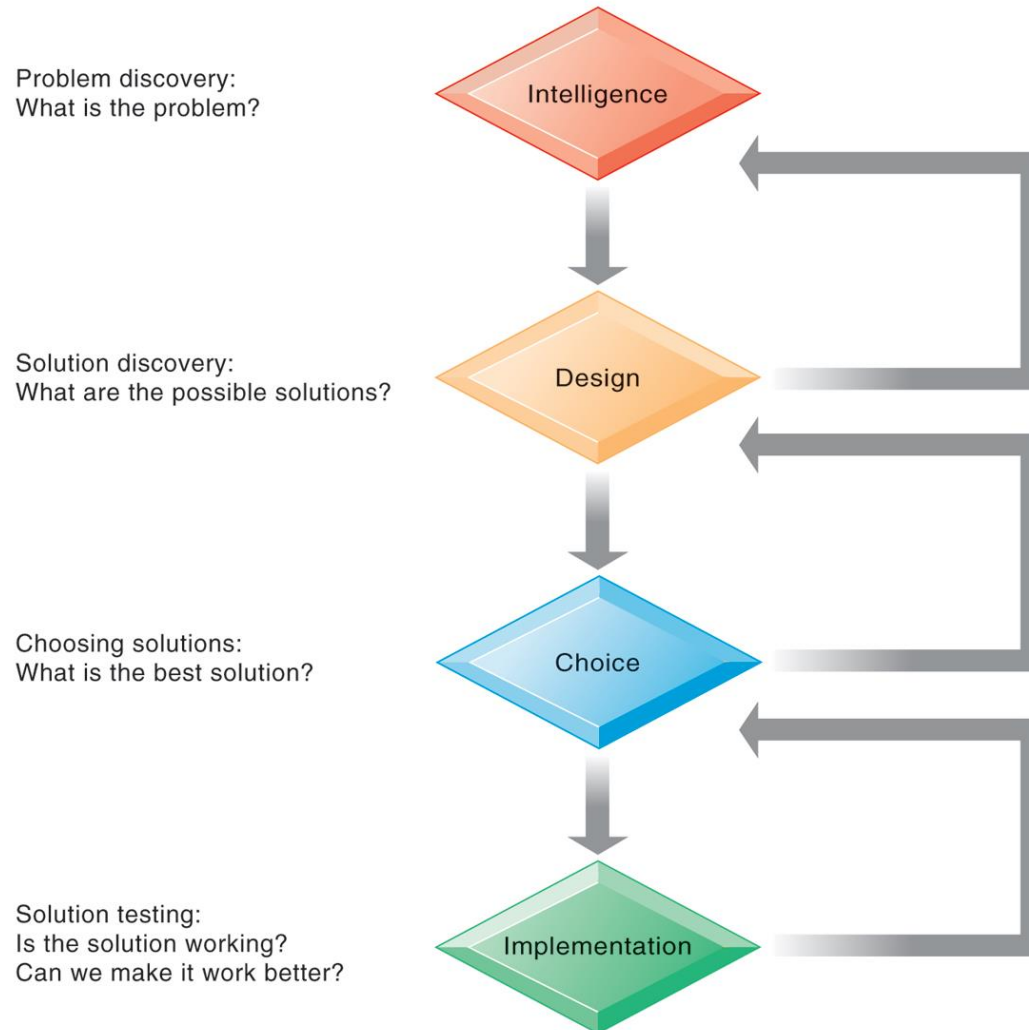 Problem discovery:
What is the problem?
Intelligence
Solution discovery:
What are the possible solutions?
Design
Choosing solutions:
What is the best solution?
Choice
Solution testing:
Is the solution working?
Can we make it work better?
Implementation